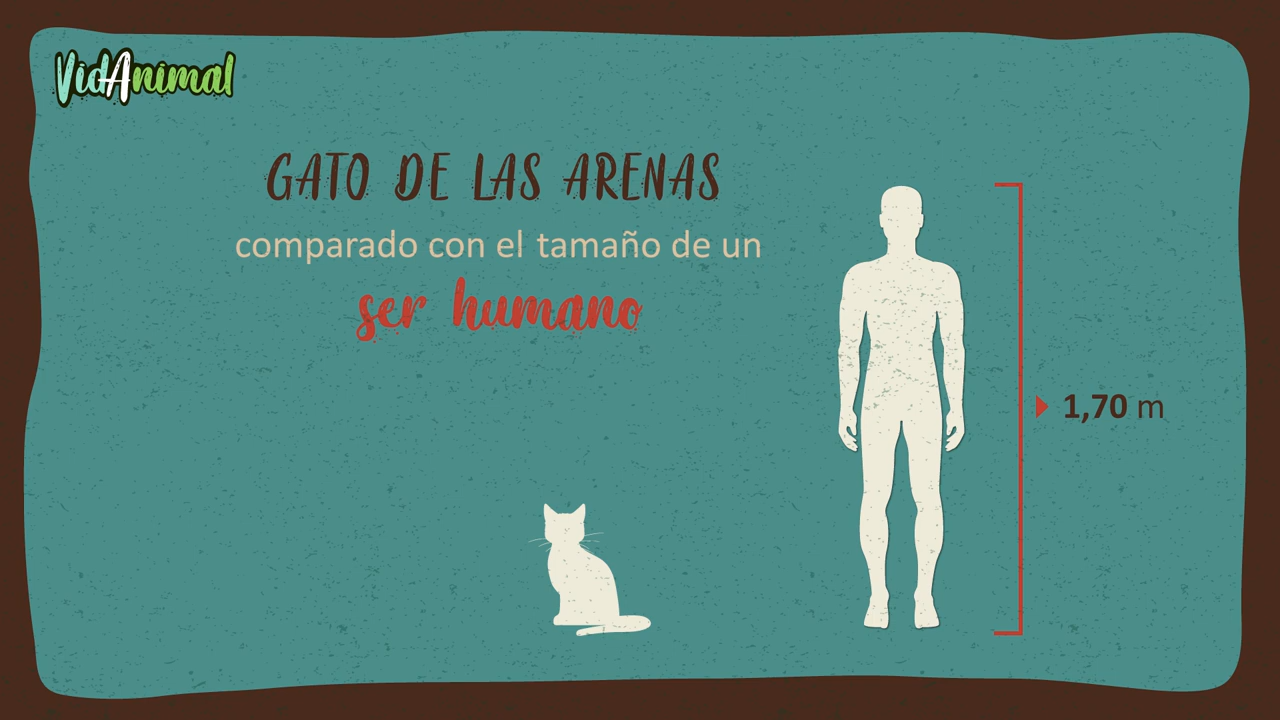 VidAnimal
GATO DE LAS ARENAS
comparado con el tamaño de un
ser humano
1,70 m